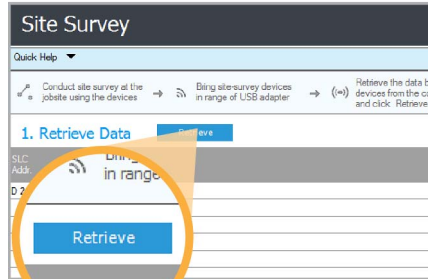 Site Survey
Quick Help
Conduct site survey at the
jobsite using the devices
Bring site-survey devices
in range of USB adapter
Retrieve the data b
devices from the co
and click Retrieve
1. Retrieve Data
Retrieve
SLC
Addr.
D 2
in range
Retrieve